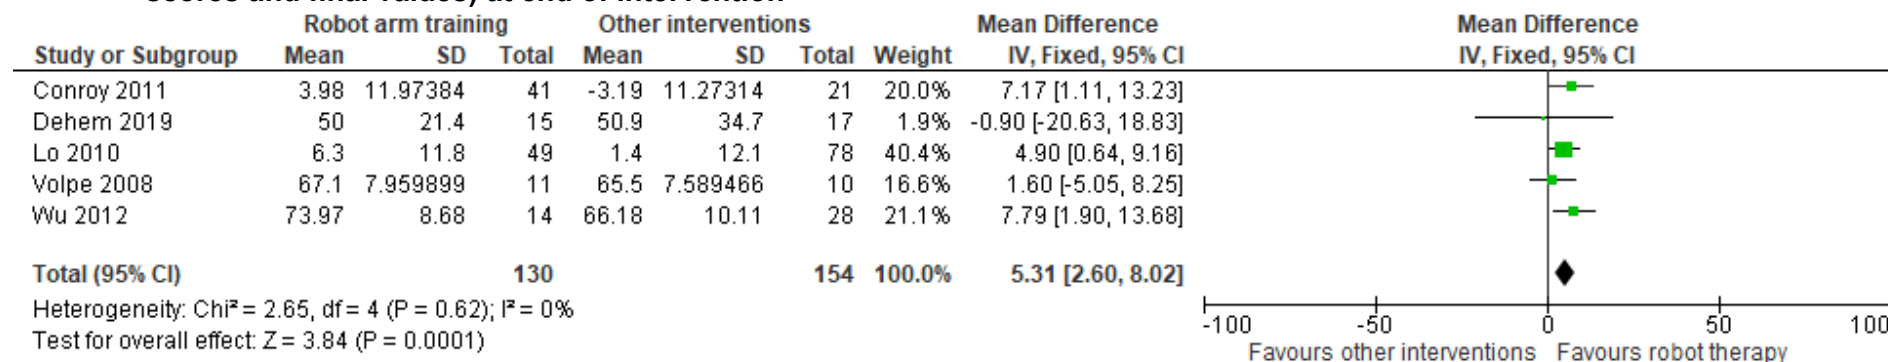 scores and final values, at end of intervention
Robot arm training Other interventions Mean Difference Mean Difference
Study or Subgroup Mean SD Total Mean SD Total Weight IV, Fixed, 95% CI IV, Fixed, 95% CI
Conroy 2011 3.98 11.97384 41 -3.19 11.27314 21 20.0% 7.17 [1.11, 13.23]
Dehem 2019 50 21.4 15 50.9 34.7 17 1.9% -0.90 [-20.63, 18.83]
Lo 2010 6.3 11.8 49 1.4 12.1 78 40.4% 4.90 [0.64, 9.16]
Volpe 2008 67.1 7.959899 11 65.5 7.589466 10 16.6% 1.60 [-5.05, 8.25]
Wu 2012 73.97 8.68 14 66.18 10.11 28 21.1% 7.79 [1.90, 13.68]
Total (95% CI) 130 154 100.0% 5.31 [2.60, 8.02]
Heterogeneity: Chi² = 2.65, df = 4 (P = 0.62); I² = 0%
Test for overall effect: Z = 3.84 (P = 0.0001)
-100 -50 0 50 100
Favours other interventions Favours robot therapy